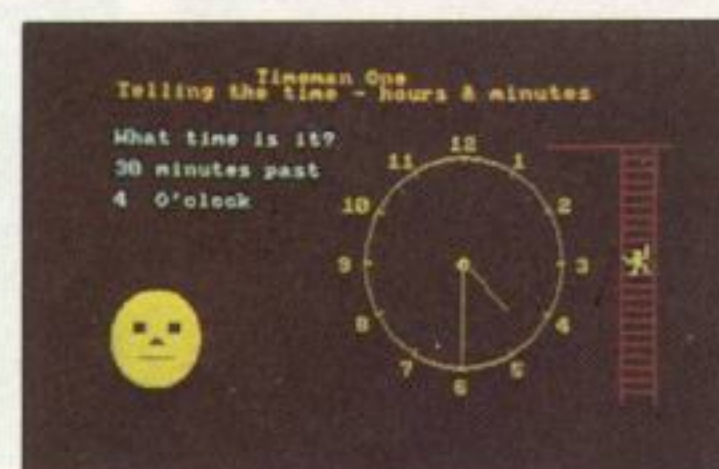 Timeman One
Telling the time - hours & minutes
What time is it?
30 minutes past
4 O'clock
12
11
1
10
2
9
3
8
4
7
5
6